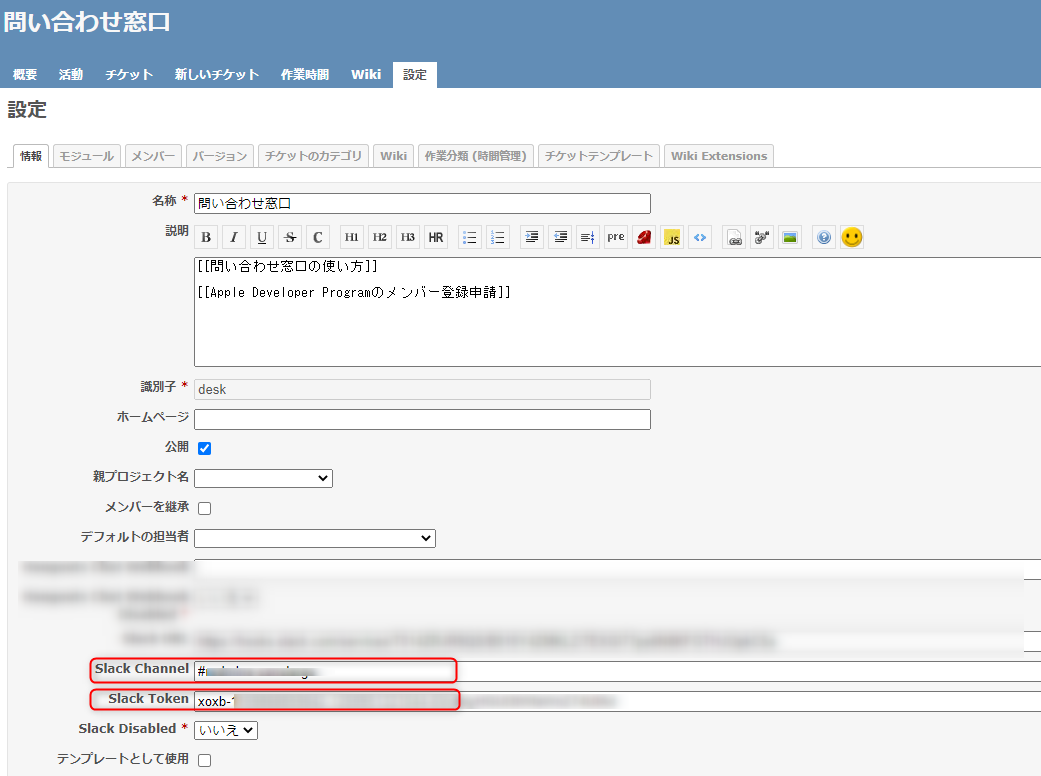 問い合わせ窓口
概要 活動 チケット 新しいチケット 作業時間 Wiki 設定
設定
情報 モジュール メンバー バージョン チケットのカテゴリ Wiki 作業分類 (時間管理) チケットテンプレート Wiki Extensions
名称 * 問い合わせ窓口
説明 B I U S C H1 H2 H3 HR pre JS
[[問い合わせ窓口の使い方]]
[[Apple Developer Programのメンバー登録申請]]
識別子 * desk
ホームページ
公開
親プロジェクト名
メンバーを継承
デフォルトの担当者
Slack Channel #
Slack Token xoxb-
Slack Disabled * いいえ
テンプレートとして使用